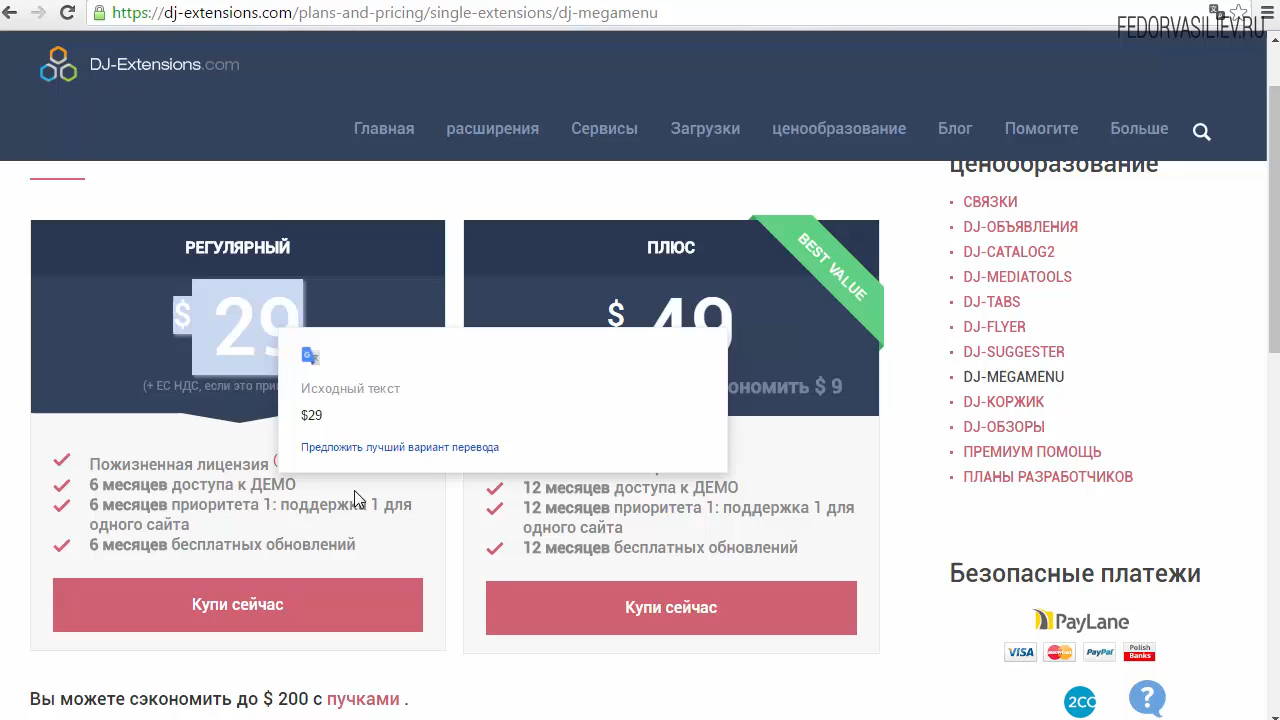 https://dj-extensions.com/plans-and-pricing/single-extensions/dj-megamenu
FEDORVASILIEV.RU
DJ-Extensions.com
Главная расширения Сервисы Загрузки ценообразование Блог Помогите Больше
ценообразование
СВЯЗКИ
DJ-ОБЪЯВЛЕНИЯ
DJ-CATALOG2
DJ-MEDIATOOLS
DJ-TABS
DJ-FLYER
DJ-SUGGESTER
DJ-MEGAMENU
DJ-КОРЖИК
DJ-ОБЗОРЫ
ПРЕМИУМ ПОМОЩЬ
ПЛАНЫ РАЗРАБОТЧИКОВ
РЕГУЛЯРНЫЙ
$ 29
(+ ЕС НДС, если это
Пожизненная лицензия
6 месяцев доступа к ДЕМО
6 месяцев приоритета 1: поддержка 1 для
одного сайта
6 месяцев бесплатных обновлений
Купи сейчас
ПЛЮС
BEST VALUE
$ 49
$ 9
12 месяцев доступа к ДЕМО
12 месяцев приоритета 1: поддержка 1 для
одного сайта
12 месяцев бесплатных обновлений
Купи сейчас
Исходный текст
$29
Предложить лучший вариант перевода
Безопасные платежи
PayLane
VISA MasterCard PayPal Polish
Banks
2CO
?
Вы можете сэкономить до $ 200 с пучками .